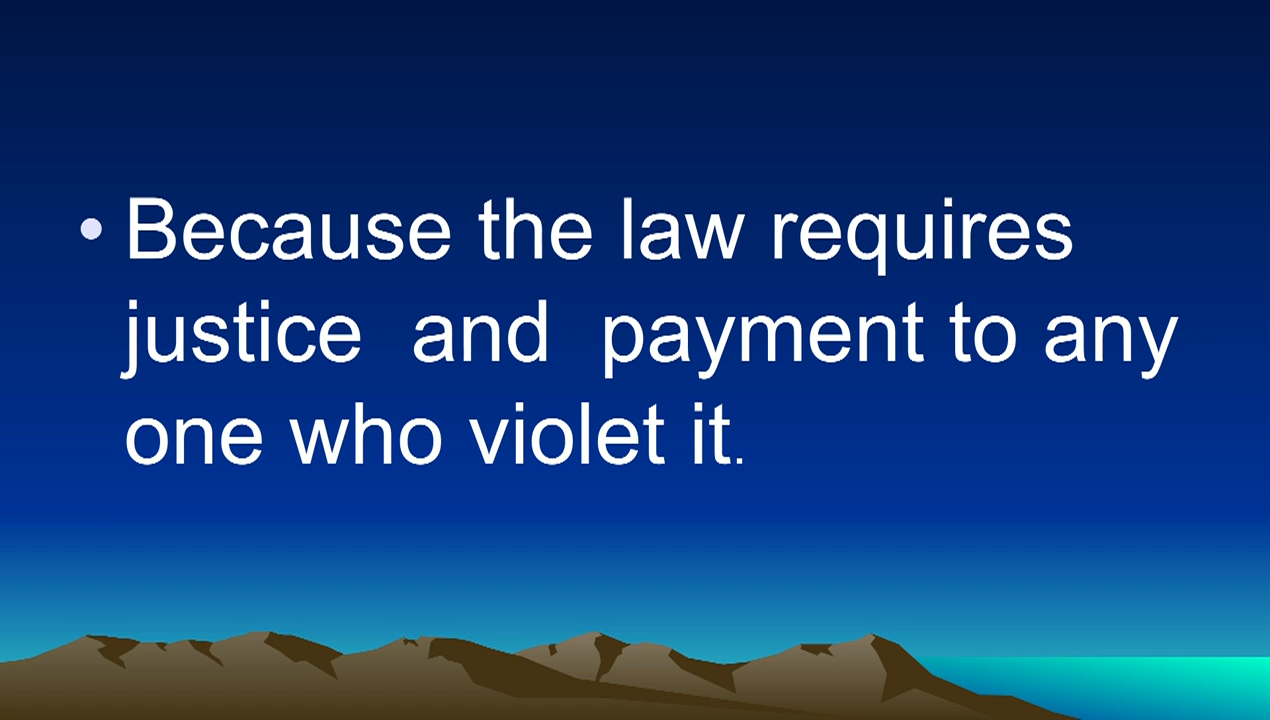 • Because the law requires
justice  and  payment to any
one who violet it.